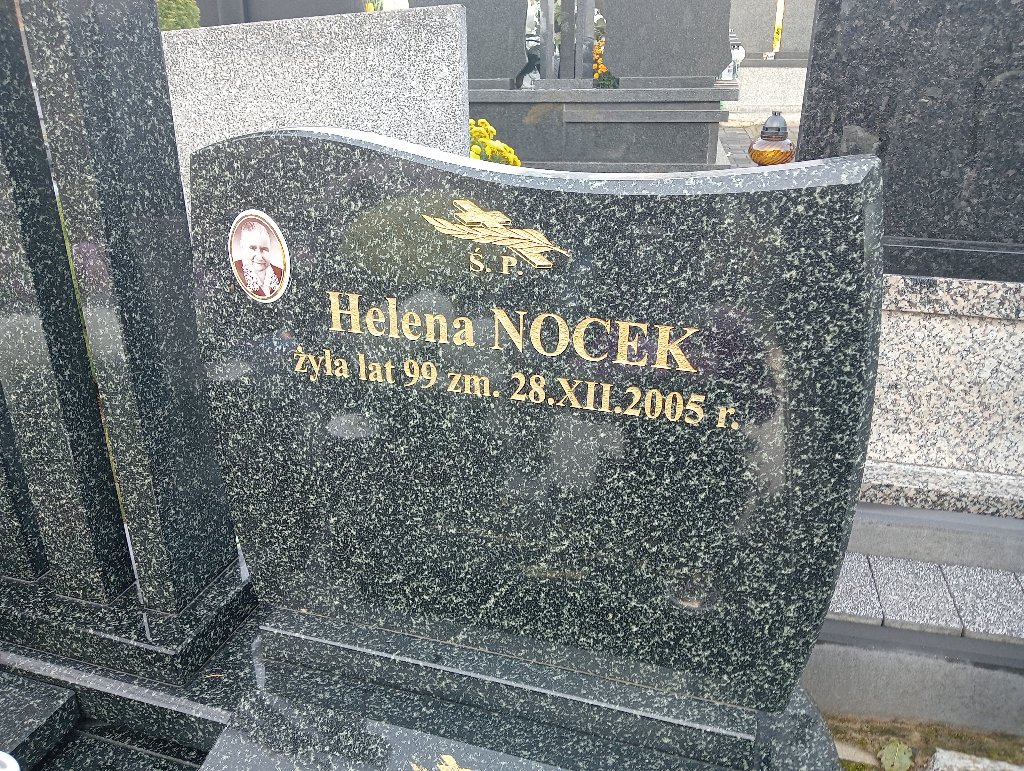 Ś. P.
Helena NOCEK
żyła lat 99 zm. 28.XII.2005 r.